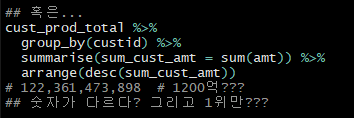 ## 혹은...
cust_prod_total %>%
  group_by(custid) %>%
  summarise(sum_cust_amt = sum(amt)) %>%
  arrange(desc(sum_cust_amt))
# 122,361,473,898  # 1200억???
## 숫자가 다르다? 그리고 1위만???